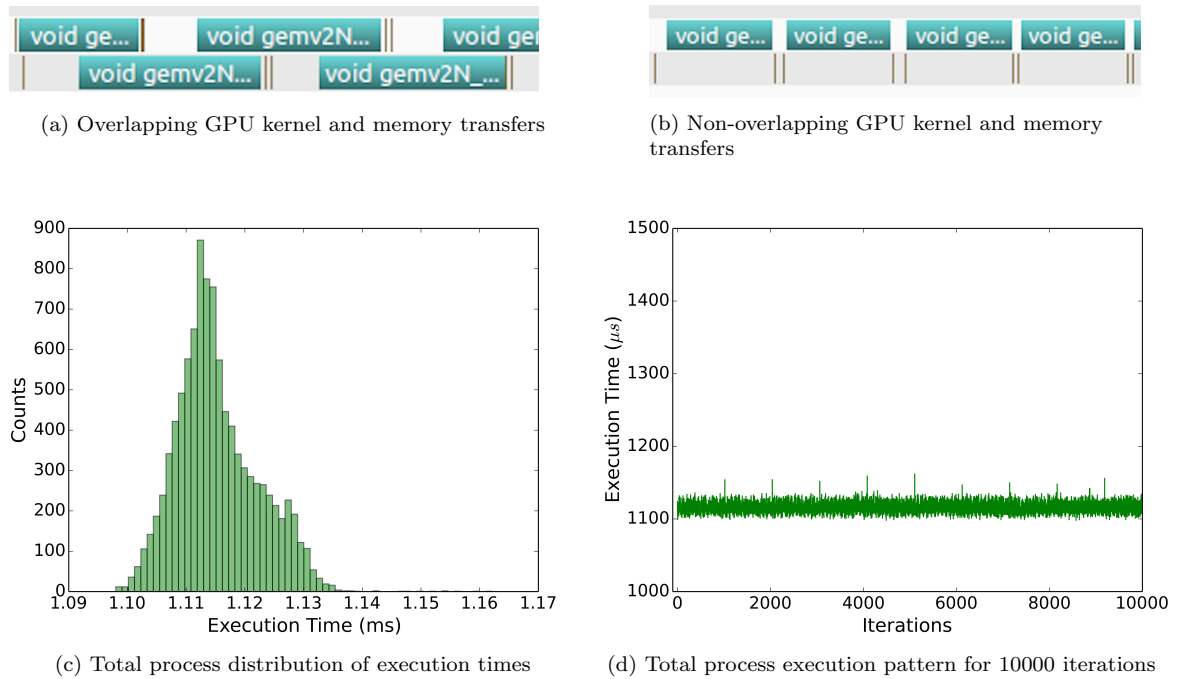 void ge...
void gemv2N...
void ger
void gemv2N...
void gemv2N_...
(a) Overlapping GPU kernel and memory transfers
void ge...
void ge...
void ge...
void ge...
(b) Non-overlapping GPU kernel and memory
transfers
900
800
700
600
500
400
300
200
100
0
Counts
1.09
1.10
1.11
1.12
1.13
1.14
1.15
1.16
1.17
Execution Time (ms)
(c) Total process distribution of execution times
1500
1400
1300
1200
1100
1000
Execution Time (μs)
0
2000
4000
6000
8000
10000
Iterations
(d) Total process execution pattern for 10000 iterations